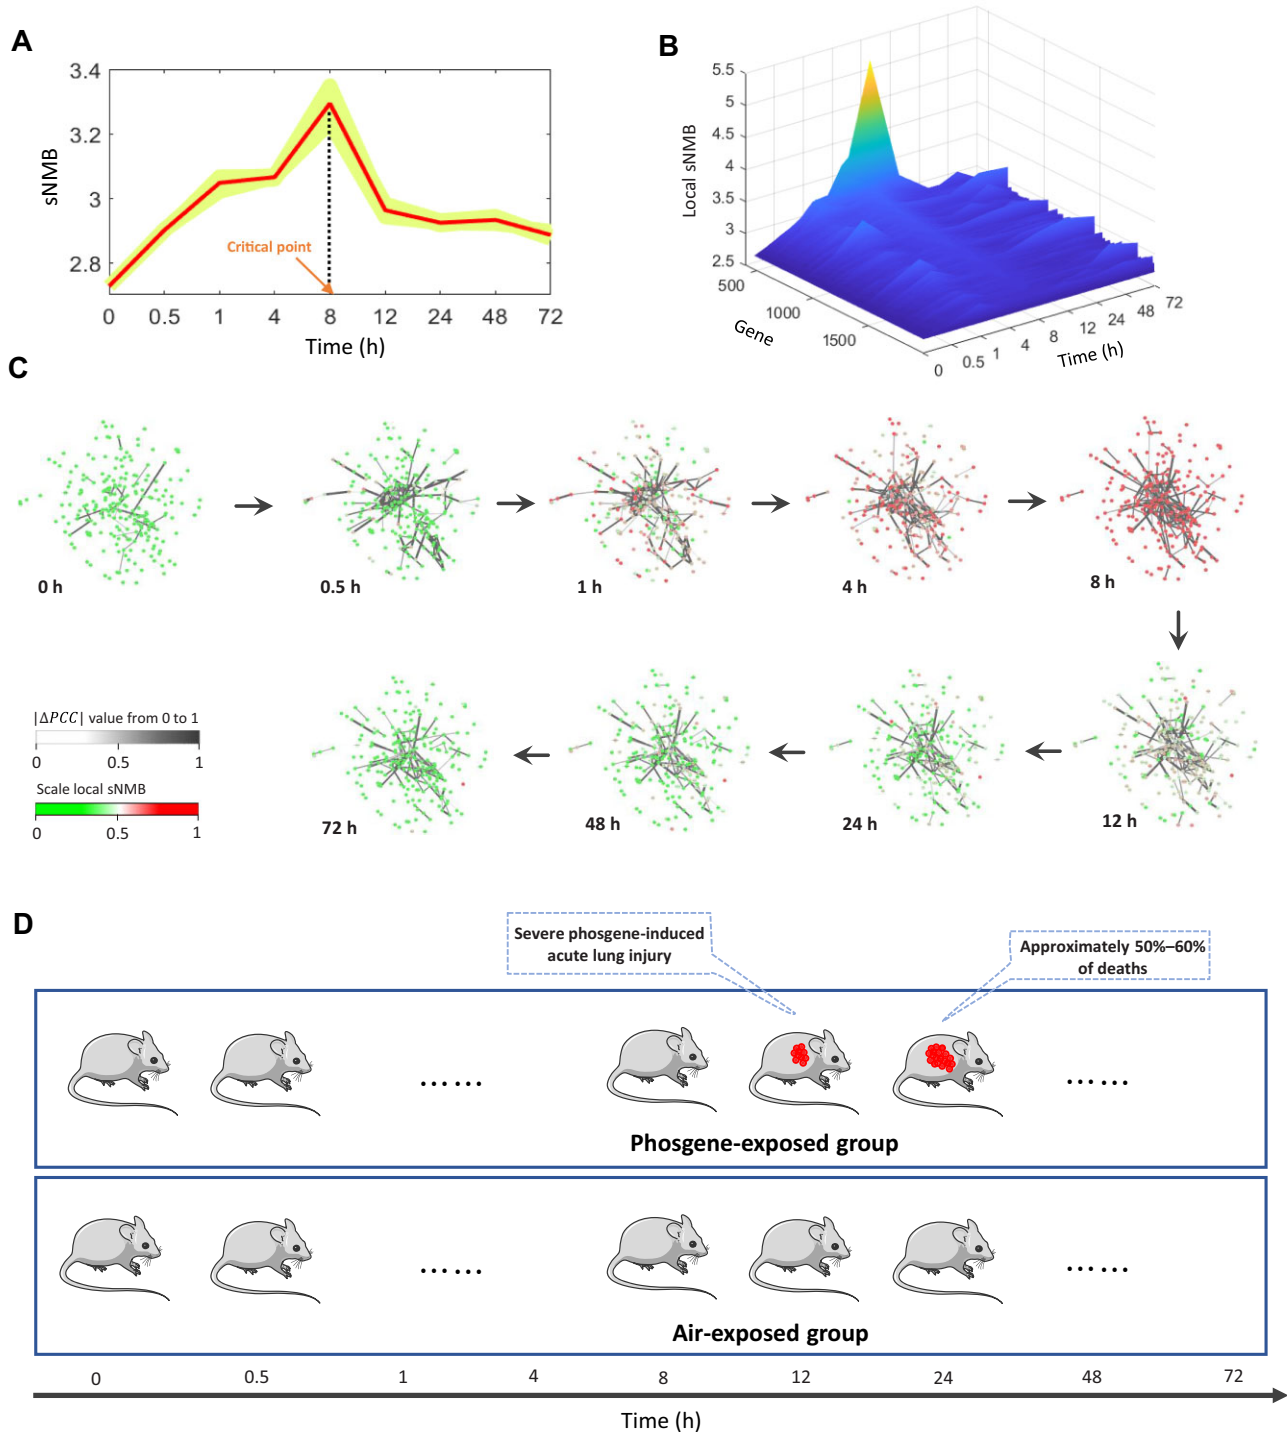 A
3.4
3.2
3
2.8
sNMB
Critical point
0 0.5 1 4 8 12 24 48 72
Time (h)
B
5.5
5
4.5
4
3.5
3
2.5
Local sNMB
500
1000
1500
Gene
0 0.5 1 4 8 12 24 48 72
Time (h)
C
0 h
0.5 h
1 h
4 h
8 h
|ΔPCC| value from 0 to 1
0 0.5 1
Scale local sNMB
0 0.5 1
72 h
48 h
24 h
12 h
D
Severe phosgene-induced
acute lung injury
Approximately 50%–60%
of deaths
......
......
Phosgene-exposed group
......
......
Air-exposed group
0 0.5 1 4 8 12 24 48 72
Time (h)